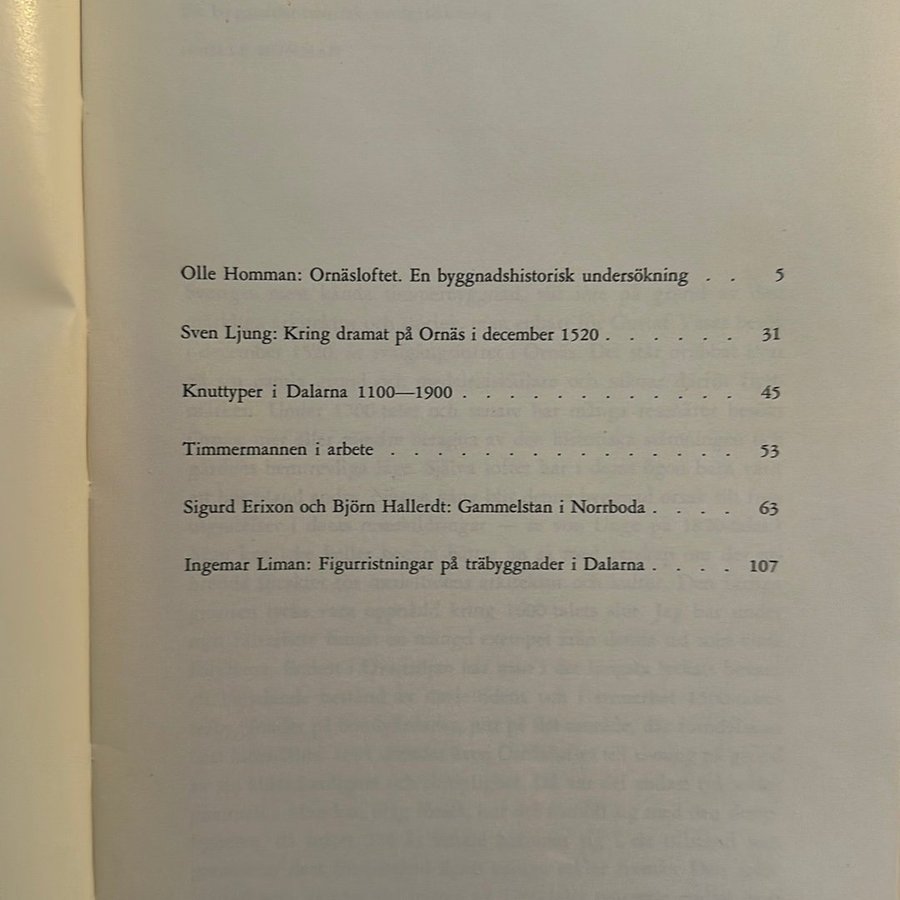 Olle Homman: Ornäsloftet. En byggnadshistorisk undersökning . . 5
Sven Ljung: Kring dramat på Ornäs i december 1520 . . . . . . 31
Knuttyper i Dalarna 1100—1900 . . . . . . . . . . . . 45
Timmermannen i arbete . . . . . . . . . . . . . . . 53
Sigurd Erixon och Björn Hallerdt: Gammelstan i Norrboda . . . . 63
Ingemar Liman: Figurristningar på träbyggnader i Dalarna . . . . 107